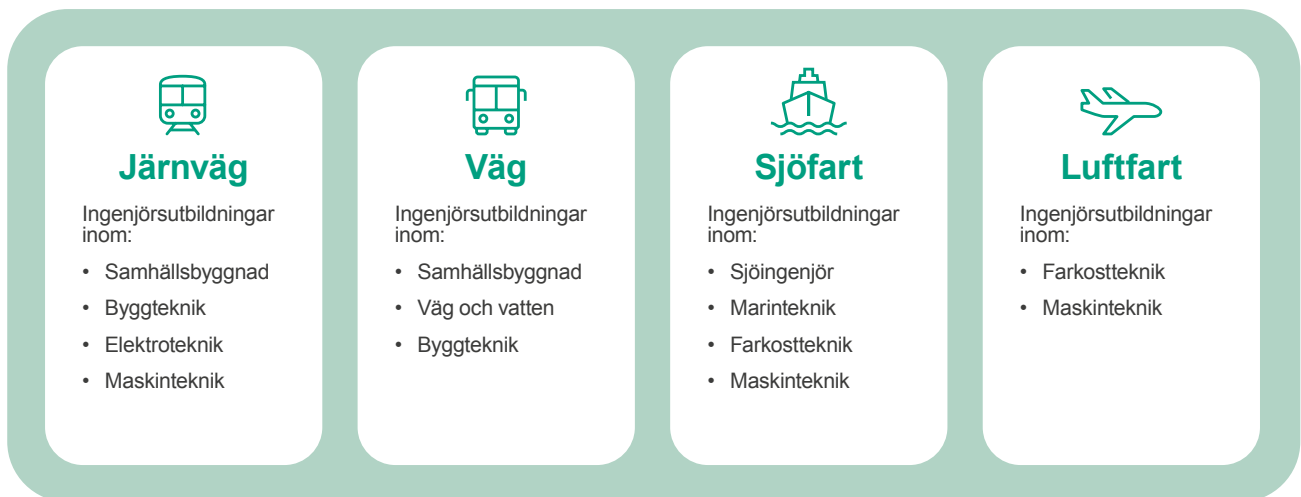 Järnväg
Ingenjörsutbildningar
inom:
• Samhällsbyggnad
• Byggteknik
• Elektroteknik
• Maskinteknik
Väg
Ingenjörsutbildningar
inom:
• Samhällsbyggnad
• Väg och vatten
• Byggteknik
Sjöfart
Ingenjörsutbildningar
inom:
• Sjöingenjör
• Marinteknik
• Farkostteknik
• Maskinteknik
Luftfart
Ingenjörsutbildningar
inom:
• Farkostteknik
• Maskinteknik